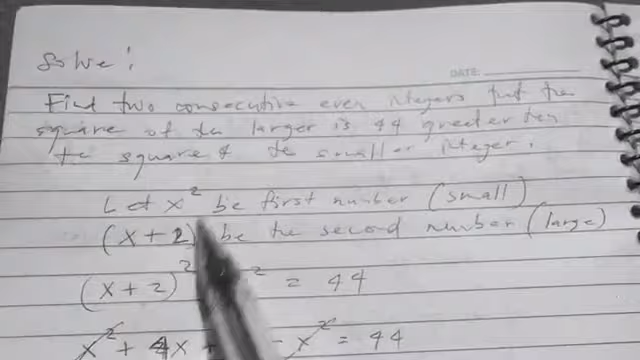 Solve:
DATE:
Find two consecutive even integers that the
square of the larger is 44 greater than
the square of the smaller integer.
Let x² be first number (small)
(x+2) be the second number (large)
(x+2)² ² = 44
x² + 4x + - x² = 44